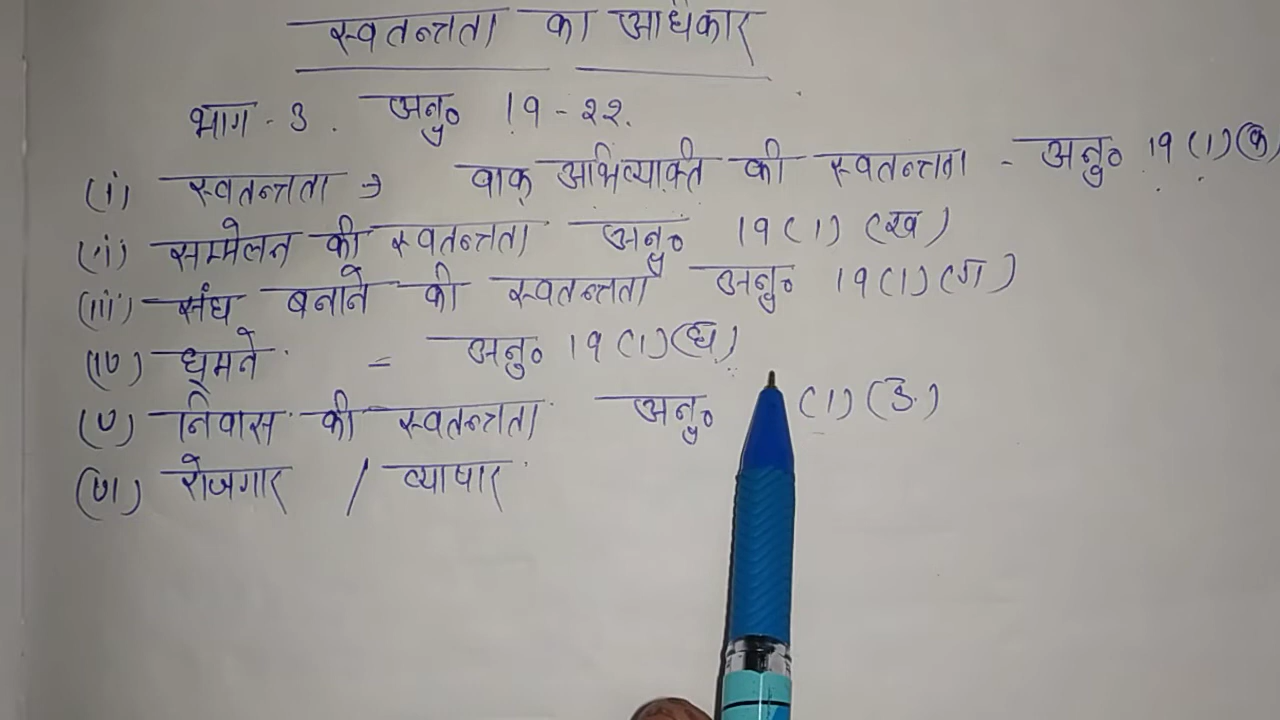 स्वतन्त्रता का अधिकार
भाग - 3. अनु० 19 - 22.
(i) स्वतन्त्रता → वाक् अभिव्यक्ति की स्वतन्त्रता - अनु० 19 (1) (क)
(ii) सम्मेलन की स्वतन्त्रता अनु० 19 (1) (ख)
(iii) संघ बनाने की स्वतन्त्रता अनु० 19 (1) (ग)
(iv) घूमने = अनु० 19 (1) (घ)
(v) निवास की स्वतन्त्रता अनु० (1) (ङ)
(vi) रोजगार / व्यापार